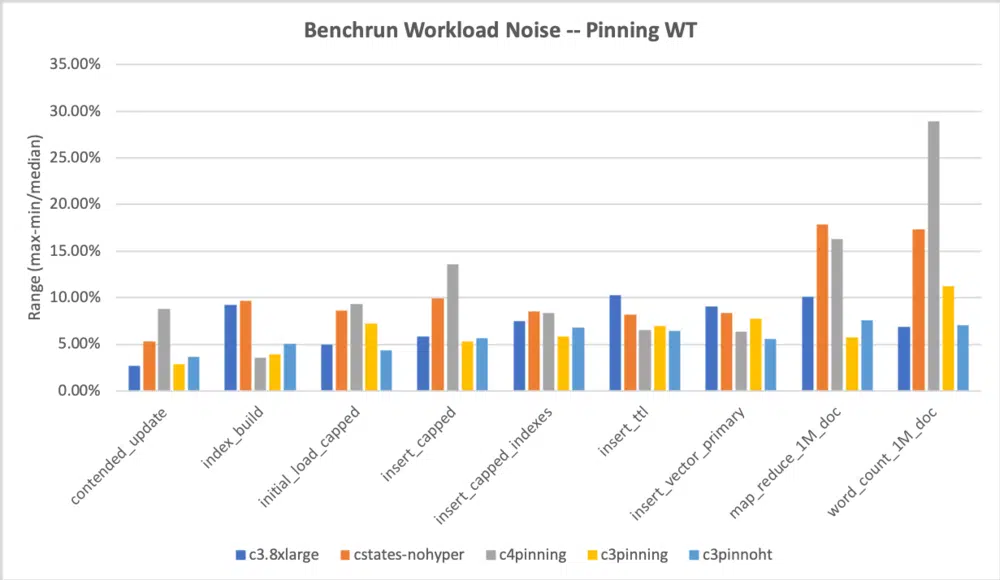 Benchrun Workload Noise -- Pinning WT
Range (max-min/median)
35.00%
30.00%
25.00%
20.00%
15.00%
10.00%
5.00%
0.00%
contended_update
index_build
initial_load_capped
insert_capped
insert_capped_indexes
insert_ttl
insert_vector_primary
map_reduce_1M_doc
word_count_1M_doc
c3.8xlarge cstates-nohyper c4pinning c3pinning c3pinnoht